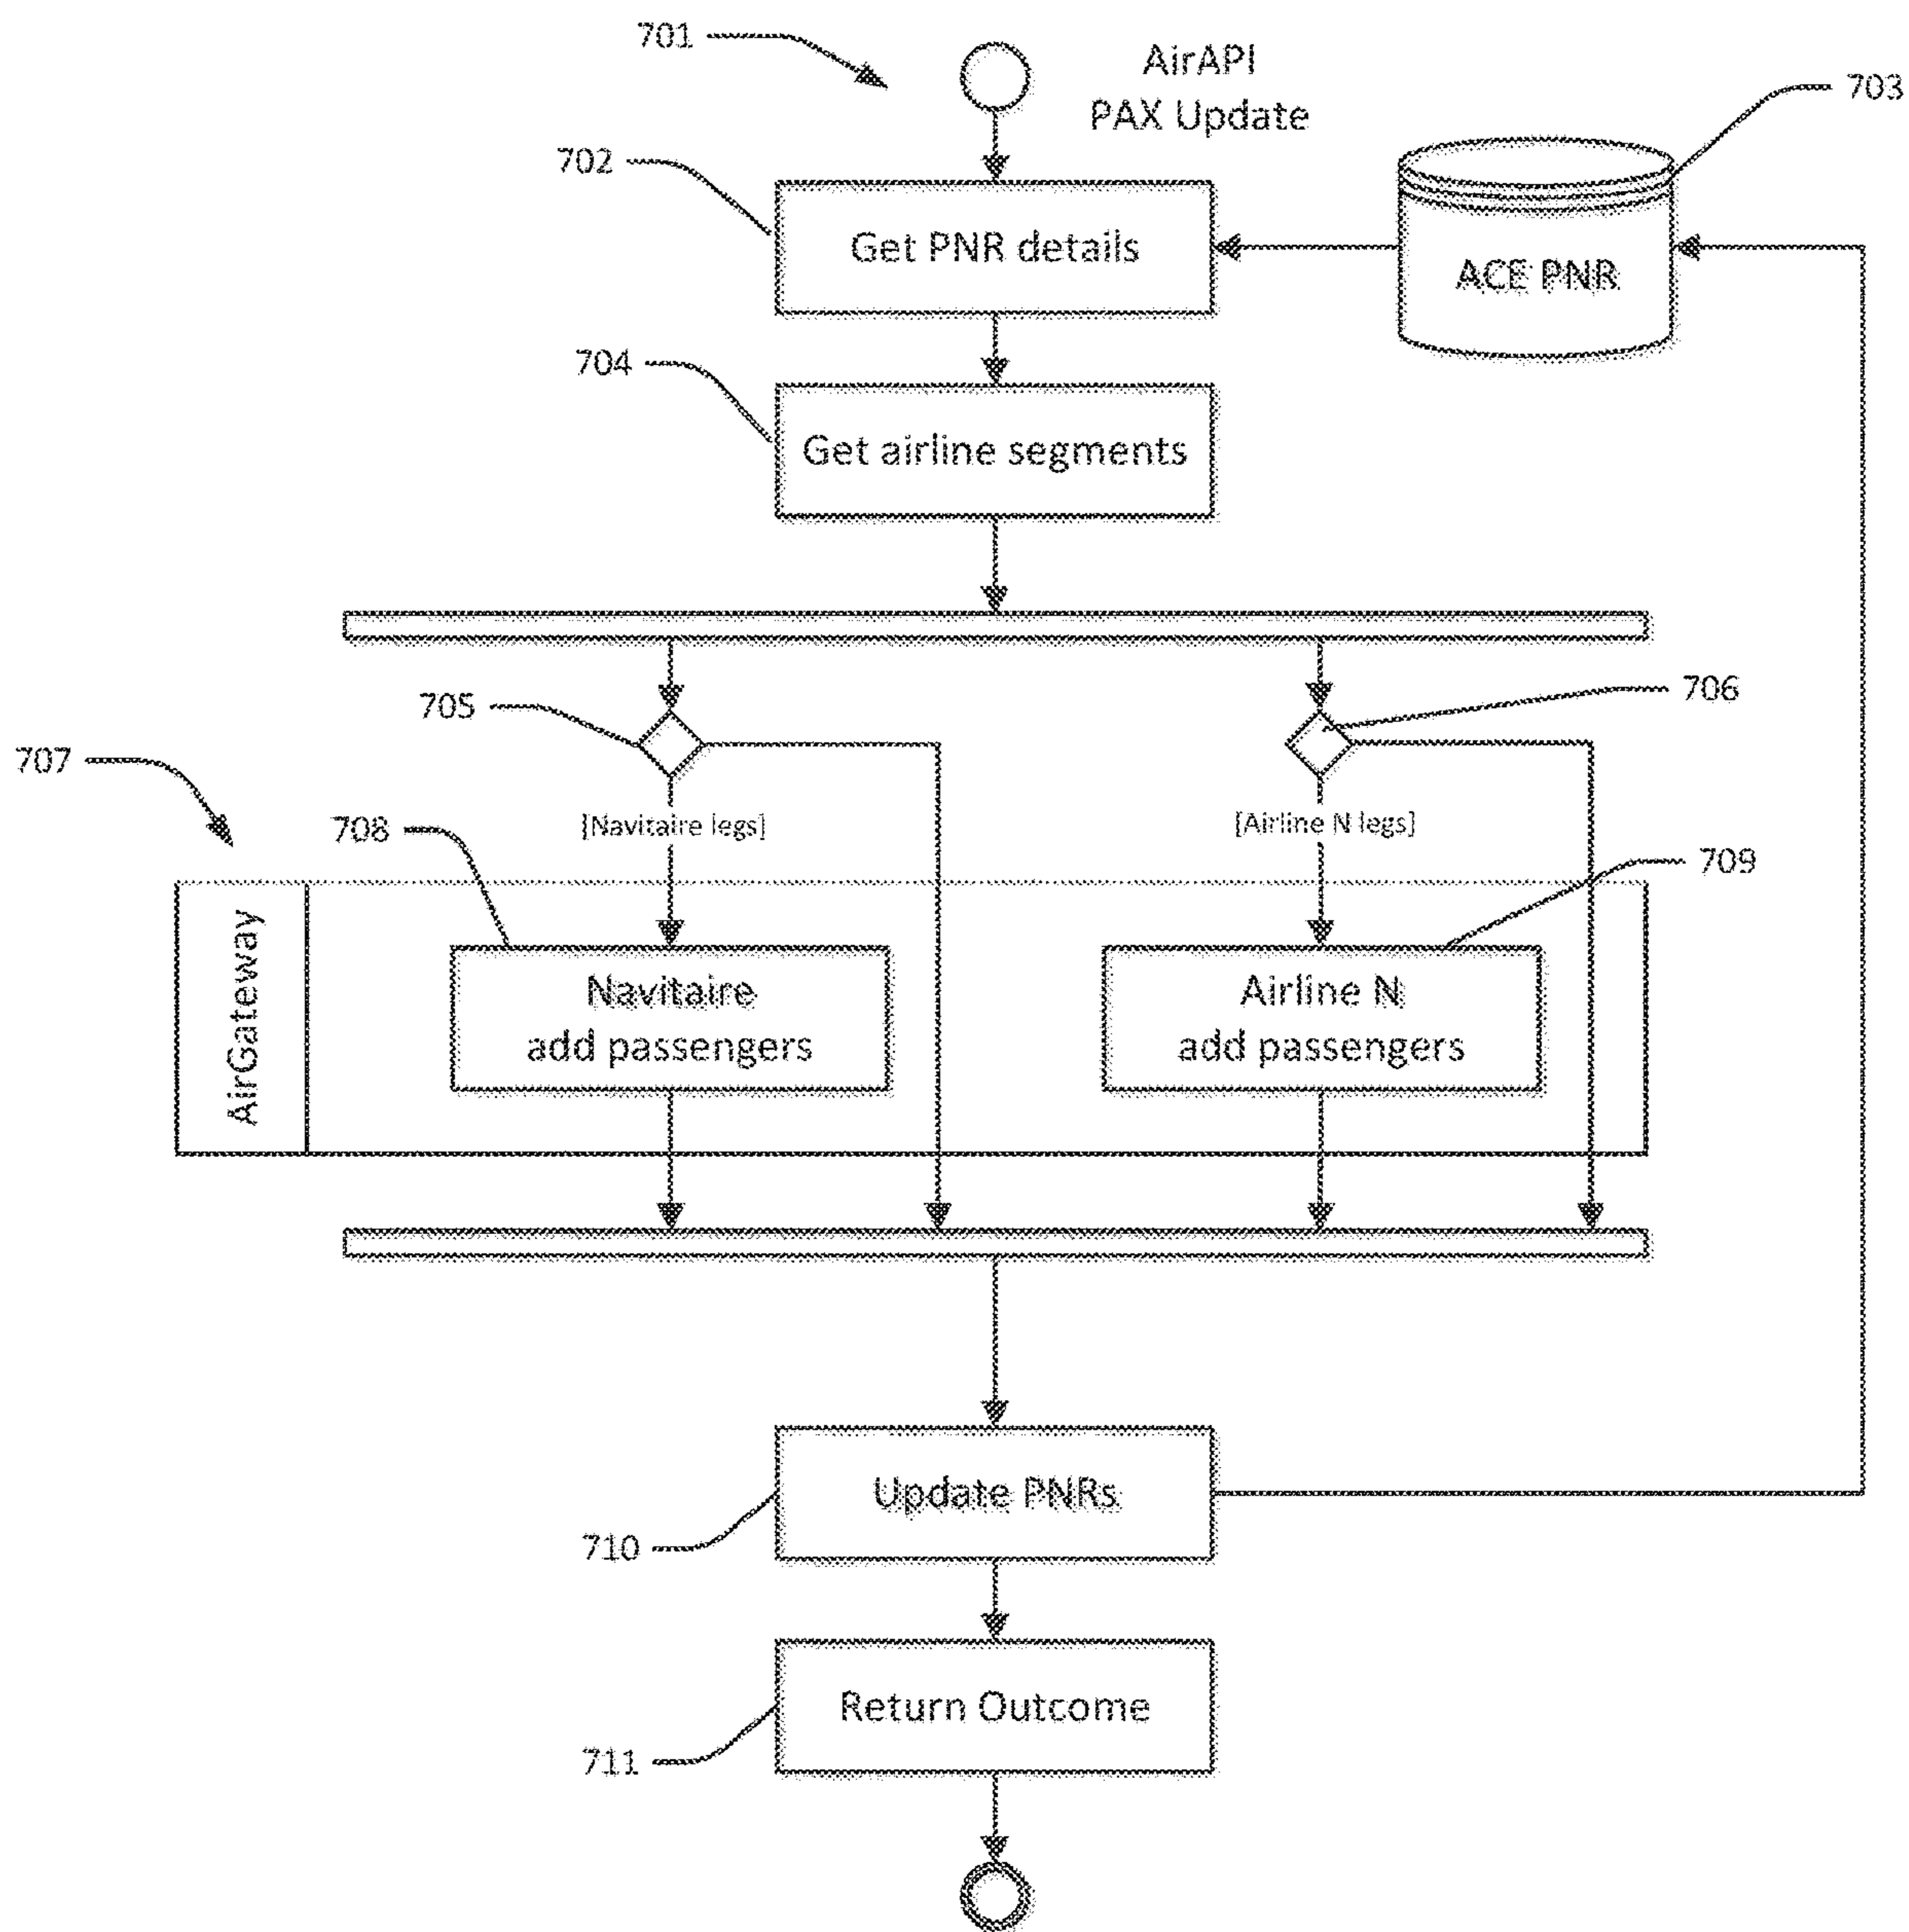 701
AirAPI
PAX Update
703
702
Get PNR details
ACE PNR
704
Get airline segments
705
706
707
708
[Navitaire legs]
[Airline N legs]
709
AirGateway
Navitaire
add passengers
Airline N
add passengers
Update PNRs
710
Return Outcome
711